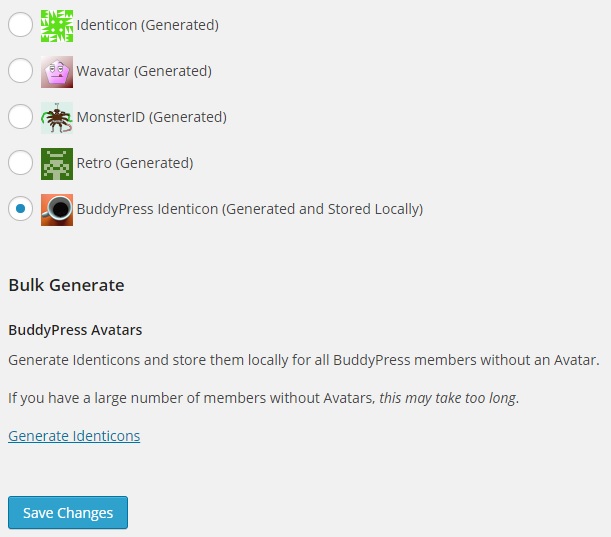 Identicon (Generated)
Wavatar (Generated)
MonsterID (Generated)
Retro (Generated)
BuddyPress Identicon (Generated and Stored Locally)
Bulk Generate
BuddyPress Avatars
Generate Identicons and store them locally for all BuddyPress members without an Avatar.
If you have a large number of members without Avatars, this may take too long.
Generate Identicons
Save Changes